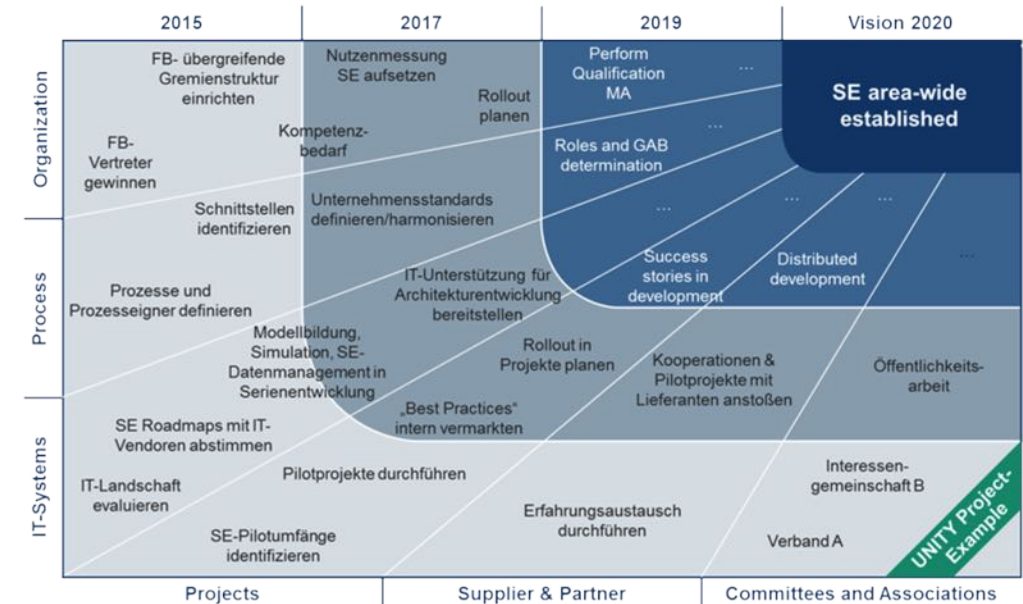 2015
2017
2019
Vision 2020
Organization
Process
IT-Systems
FB- übergreifende
Gremienstruktur
einrichten
FB-
Vertreter
gewinnen
Nutzenmessung
SE aufsetzen
Rollout
planen
Kompetenz-
bedarf
Perform
Qualification
MA
...
...
Roles and GAB
determination
SE area-wide
established
Schnittstellen
identifizieren
Unternehmensstandards
definieren/harmonisieren
...
...
...
Prozesse und
Prozesseigner definieren
IT-Unterstützung für
Architekturentwicklung
bereitstellen
Success
stories in
development
Distributed
development
...
Modellbildung,
Simulation, SE-
Datenmanagement in
Serienentwicklung
Rollout in
Projekte planen
Kooperationen &
Pilotprojekte mit
Lieferanten anstoßen
Öffentlichkeits-
arbeit
„Best Practices“
intern vermarkten
SE Roadmaps mit IT-
Vendoren abstimmen
IT-Landschaft
evaluieren
Pilotprojekte durchführen
SE-Pilotumfänge
identifizieren
Erfahrungsaustausch
durchführen
Interessen-
gemeinschaft B
Verband A
UNITY Project-
Example
Projects
Supplier & Partner
Committees and Associations